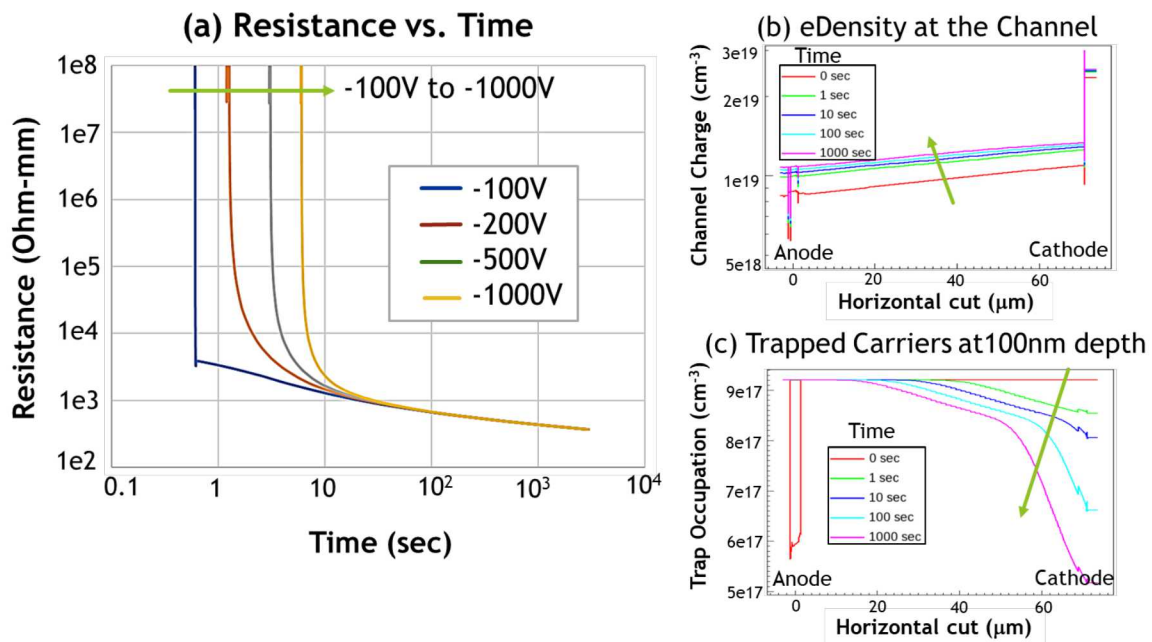 (a) Resistance vs. Time
Resistance (Ohm-mm)
1e8
1e7
1e6
1e5
1e4
1e3
1e2
-100V to -1000V
-100V
-200V
-500V
-1000V
0.1 1 10 10² 10³ 10⁴
Time (sec)
(b) eDensity at the Channel
Channel Charge (cm⁻³)
3e19
2e19
1e19
5e18
Time
0 sec
1 sec
10 sec
100 sec
1000 sec
Anode Cathode
0 20 40 60
Horizontal cut (μm)
(c) Trapped Carriers at100nm depth
Trap Occupation (cm⁻³)
9e17
8e17
7e17
6e17
5e17
Time
0 sec
1 sec
10 sec
100 sec
1000 sec
Anode Cathode
0 20 40 60
Horizontal cut (μm)